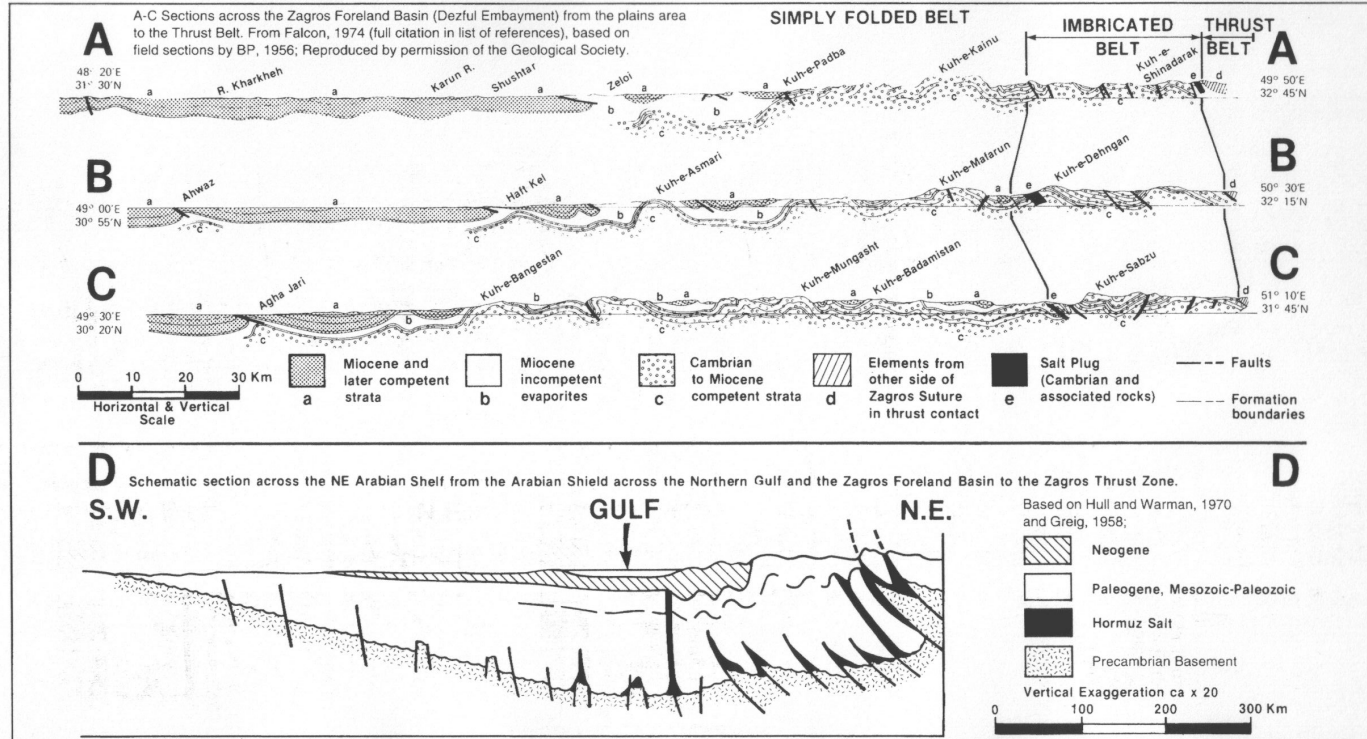 A-C Sections across the Zagros Foreland Basin (Dezful Embayment) from the plains area
to the Thrust Belt. From Falcon, 1974 (full citation in list of references), based on
field sections by BP, 1956; Reproduced by permission of the Geological Society.
SIMPLY FOLDED BELT
IMBRICATED
BELT
THRUST
BELT
A
48° 20'E
31° 30'N
a
R. Kharkheh
a
Karun R.
Shushtar
a
Zeloi
a
b
c
b
a
Kuh-e-Padba
Kuh-e-Kainu
c
Kuh-e-
Shinadarak
c
e
d
A
49° 50'E
32° 45'N
B
49° 00'E
30° 55'N
a
Ahwaz
c
a
Haft Kel
c
a
b
Kuh-e-Asmari
c
a
b
Kuh-e-Mafarun
c
a
e
Kuh-e-Dehngan
d
B
50° 30'E
32° 15'N
C
49° 30'E
30° 20'N
a
Agha Jari
c
a
b
Kuh-e-Bangestan
b
b
a
c
Kuh-e-Mungasht
a
Kuh-e-Badamistan
b
a
c
e
Kuh-e-Sabzu
c
d
C
51° 10'E
31° 45'N
0 10 20 30 Km
Horizontal & Vertical
Scale
Miocene and
later competent
strata
a
Miocene
incompetent
evaporites
b
Cambrian
to Miocene
competent strata
c
Elements from
other side of
Zagros Suture
in thrust contact
d
Salt Plug
(Cambrian and
associated rocks)
e
Faults
Formation
boundaries
D Schematic section across the NE Arabian Shelf from the Arabian Shield across the Northern Gulf and the Zagros Foreland Basin to the Zagros Thrust Zone. D
S.W.
GULF
N.E.
Based on Hull and Warman, 1970
and Greig, 1958;
Neogene
Paleogene, Mesozoic-Paleozoic
Hormuz Salt
Precambrian Basement
Vertical Exaggeration ca x 20
0 100 200 300 Km